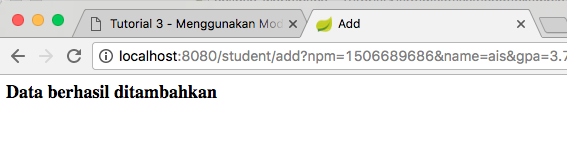 Tutorial 3 - Menggunakan Mod
Add
localhost:8080/student/add?npm=1506689686&name=ais&gpa=3.7
Data berhasil ditambahkan